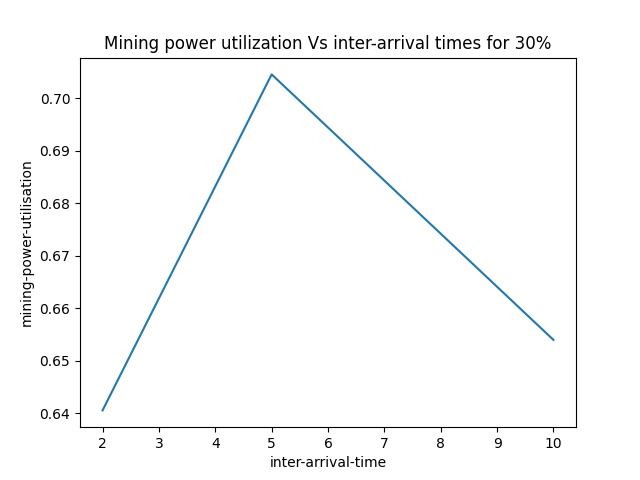 Mining power utilization Vs inter-arrival times for 30%
0.70
0.69
0.68
0.67
0.66
0.65
0.64
mining-power-utilisation
2 3 4 5 6 7 8 9 10
inter-arrival-time